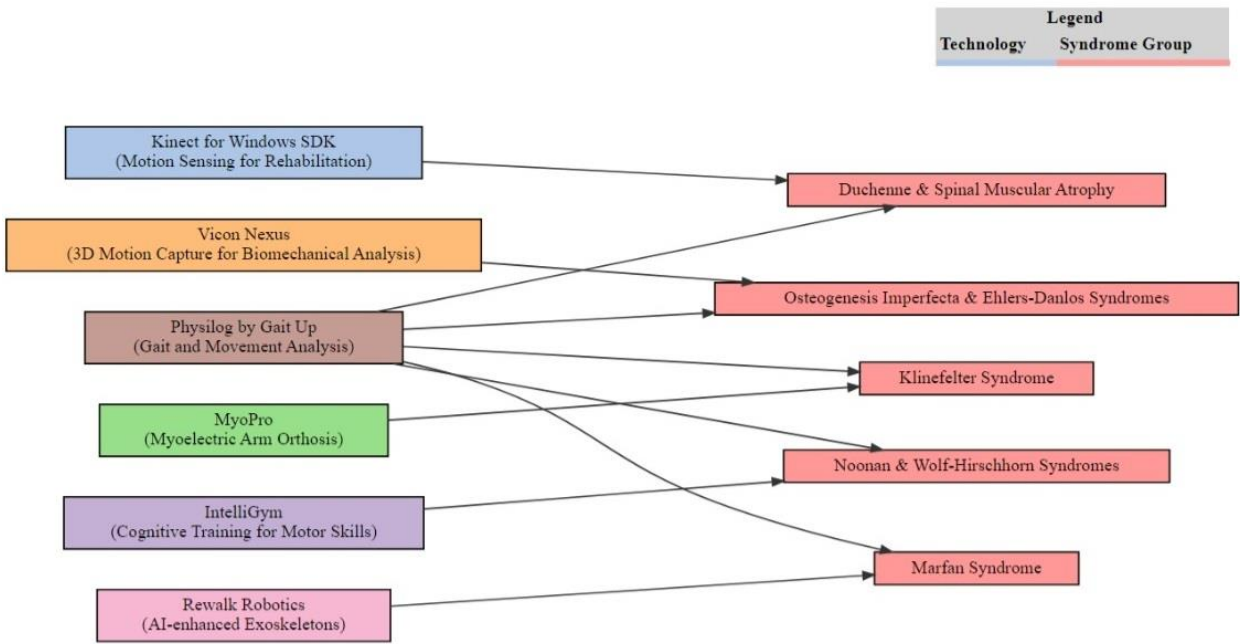 Legend
Technology Syndrome Group
Kinect for Windows SDK
(Motion Sensing for Rehabilitation)
Duchenne & Spinal Muscular Atrophy
Vicon Nexus
(3D Motion Capture for Biomechanical Analysis)
Osteogenesis Imperfecta & Ehlers-Danlos Syndromes
Physilog by Gait Up
(Gait and Movement Analysis)
Klinefelter Syndrome
MyoPro
(Myoelectric Arm Orthosis)
Noonan & Wolf-Hirschhorn Syndromes
IntelliGym
(Cognitive Training for Motor Skills)
Marfan Syndrome
Rewalk Robotics
(AI-enhanced Exoskeletons)